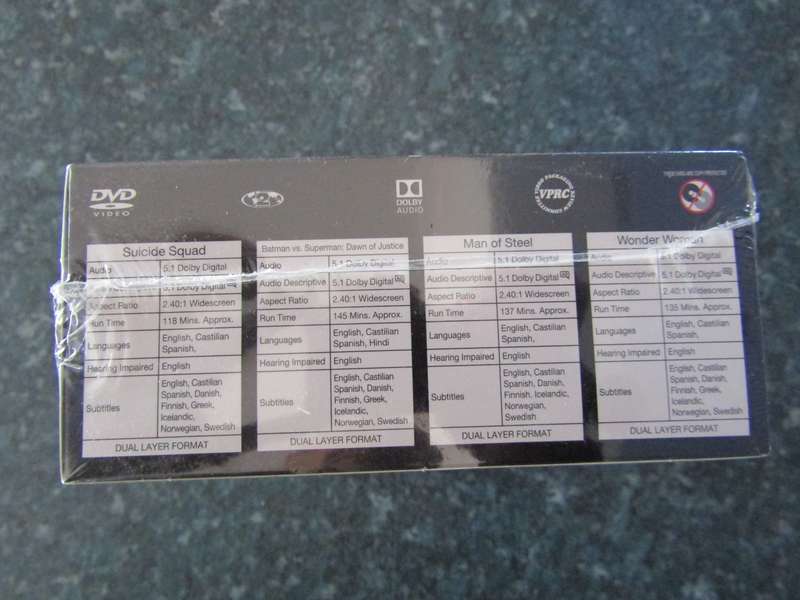 DVD
VIDEO
2
DOLBY
AUDIO
VIDEO PACKAGING REVIEW COMMITTEE
VPRC
Suicide Squad
Audio 5.1 Dolby Digital
5.1 Dolby Digital AD
Aspect Ratio 2.40:1 Widescreen
Run Time 118 Mins. Approx.
Languages English, Castilian
Spanish,
Hearing Impaired English
Subtitles English, Castilian
Spanish, Danish,
Finnish, Greek,
Icelandic,
Norwegian, Swedish
DUAL LAYER FORMAT
Batman vs. Superman: Dawn of Justice
Audio 5.1 Dolby Digital
Audio Descriptive 5.1 Dolby Digital AD
Aspect Ratio 2.40:1 Widescreen
Run Time 145 Mins. Approx.
Languages English, Castilian
Spanish, Hindi
Hearing Impaired English
Subtitles English, Castilian
Spanish, Danish,
Finnish, Greek,
Icelandic,
Norwegian, Swedish
DUAL LAYER FORMAT
Man of Steel
Audio 5.1 Dolby Digital
Audio Descriptive 5.1 Dolby Digital AD
Aspect Ratio 2.40:1 Widescreen
Run Time 137 Mins. Approx.
Languages English, Castilian
Spanish,
Hearing Impaired English
Subtitles English, Castilian
Spanish, Danish,
Finnish, Icelandic,
Norwegian,
Swedish
DUAL LAYER FORMAT
Wonder Woman
Audio 5.1 Dolby Digital
Audio Descriptive 5.1 Dolby Digital AD
Aspect Ratio 2.40:1 Widescreen
Run Time 135 Mins. Approx.
Languages English, Castilian
Spanish,
Hearing Impaired English
Subtitles English, Castilian
Spanish, Danish,
Finnish, Greek,
Icelandic,
Norwegian, Swedish
DUAL LAYER FORMAT